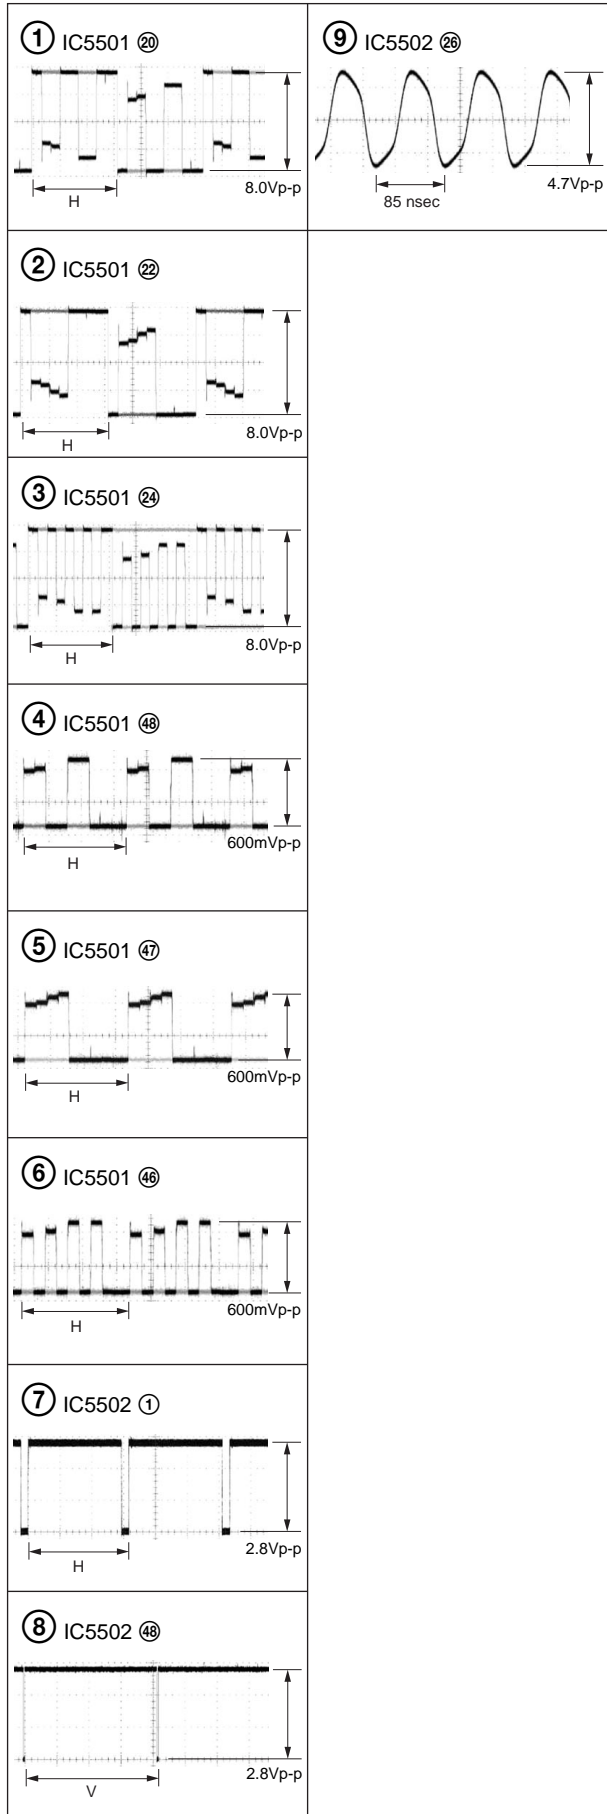 ① IC5501 ⑳
H
8.0Vp-p
② IC5501 ㉒
H
8.0Vp-p
③ IC5501 ㉔
H
8.0Vp-p
④ IC5501 ㊽
H
600mVp-p
⑤ IC5501 ㊼
H
600mVp-p
⑥ IC5501 ㊻
H
600mVp-p
⑦ IC5502 ①
H
2.8Vp-p
⑧ IC5502 ㊽
V
2.8Vp-p
⑨ IC5502 ㉖
85 nsec
4.7Vp-p